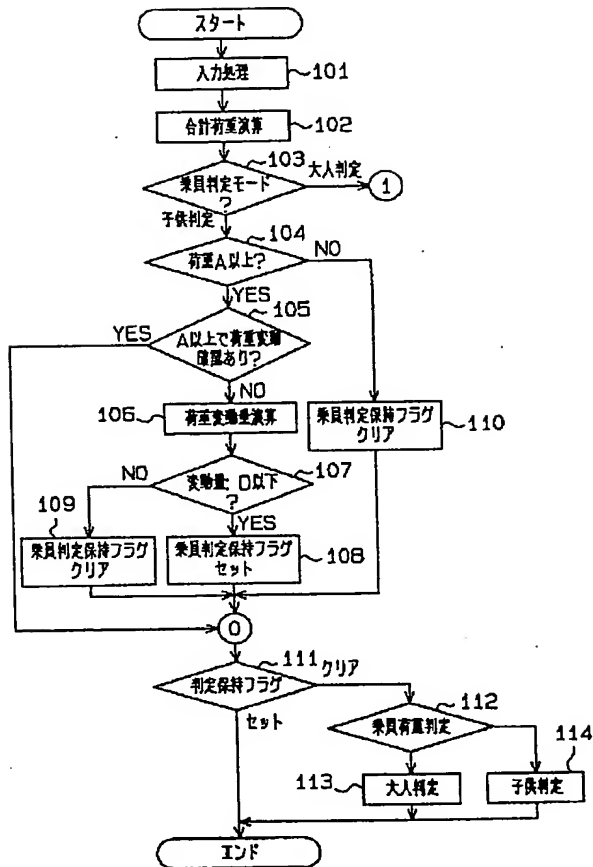 スタート
入力処理
101
合計荷重演算
102
103
乗員判定モード
?
大人判定
1
子供判定
104
荷重A以上?
NO
YES
105
YES
A以上で荷重変動
確認あり?
NO
106
荷重変動量演算
乗員判定保持フラグ
クリア
110
107
NO
変動量:D以下
?
YES
109
乗員判定保持フラグ
クリア
乗員判定保持フラグ
セット
108
0
111
クリア
判定保持フラグ
セット
112
乗員荷重判定
114
113
大人判定
子供判定
エンド